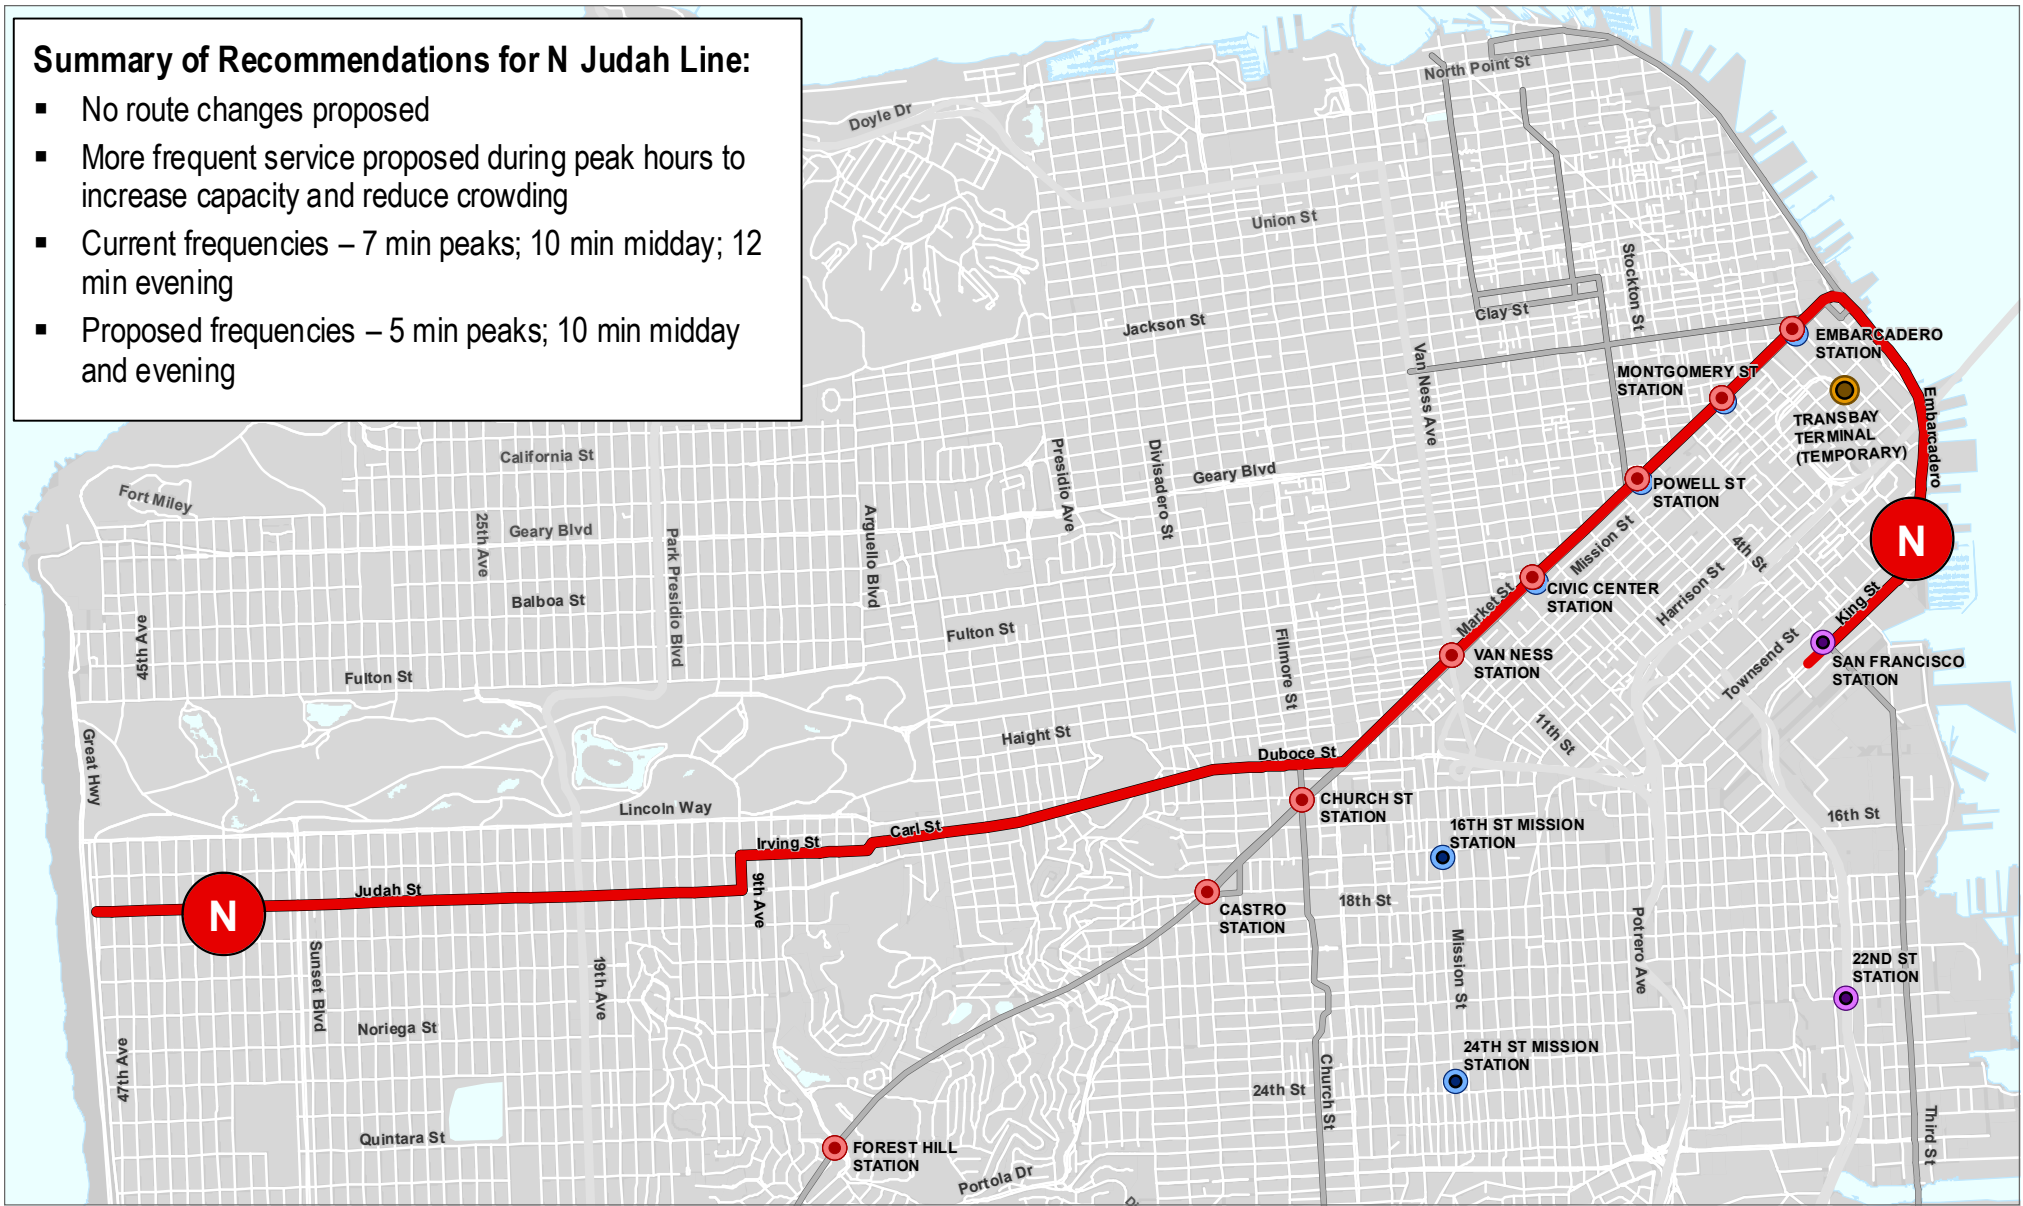 Summary of Recommendations for N Judah Line:
▪ No route changes proposed
▪ More frequent service proposed during peak hours to
increase capacity and reduce crowding
▪ Current frequencies – 7 min peaks; 10 min midday; 12
min evening
▪ Proposed frequencies – 5 min peaks; 10 min midday
and evening
North Point St
Doyle Dr
Union St
Stockton St
Clay St
Jackson St
Van Ness Ave
EMBARCADERO
STATION
MONTGOMERY ST
STATION
TRANSBAY
TERMINAL
(TEMPORARY)
Embarcadero
California St
Presidio Ave
Divisadero St
Geary Blvd
POWELL ST
STATION
Fort Miley
25th Ave
Geary Blvd
Park Presidio Blvd
Arguello Blvd
Mission St
4th St
N
Harrison St
CIVIC CENTER
STATION
Balboa St
Market St
King St
45th Ave
Fulton St
Fillmore St
VAN NESS
STATION
Townsend St
SAN FRANCISCO
STATION
Fulton St
Great Hwy
Haight St
11th St
Duboce St
Lincoln Way
CHURCH ST
STATION
16th St
16TH ST MISSION
STATION
Carl St
Irving St
Judah St
9th Ave
N
CASTRO
STATION
18th St
Mission St
Potrero Ave
Sunset Blvd
19th Ave
22ND ST
STATION
Noriega St
47th Ave
24TH ST MISSION
STATION
24th St
Church St
Third St
Quintara St
FOREST HILL
STATION
Portola Dr